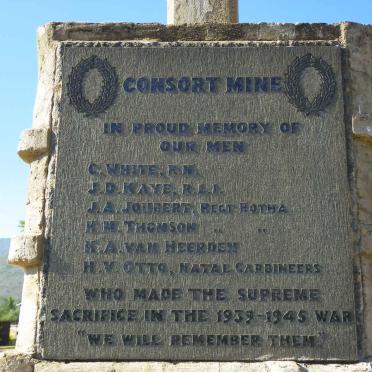 CONSORT MINE
IN PROUD MEMORY OF
OUR MEN
C. WHITE, R.N.
J. D. KAYE, R.A.F.
J. A. JOUBERT, REGT BOTHA
H. M. THOMSON " "
K. A. VAN HEERDEN
H. V. OTTO, NATAL CARBINEERS
WHO MADE THE SUPREME
SACRIFICE IN THE 1939-1945 WAR
"WE WILL REMEMBER THEM."